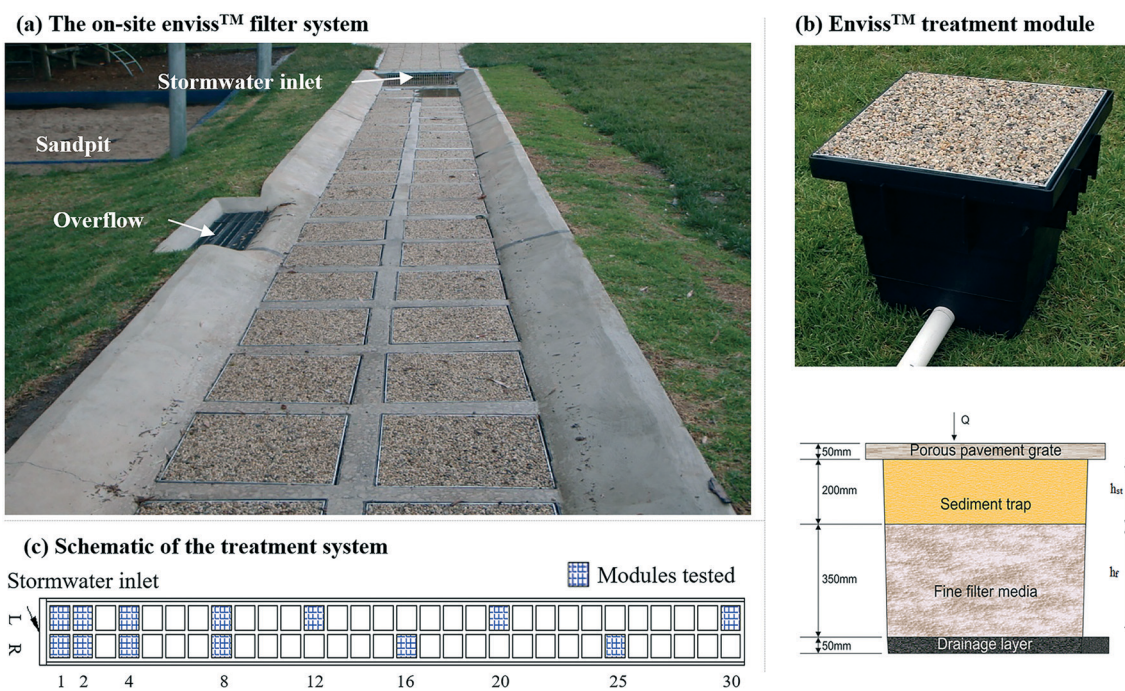 (a) The on-site enviss™ filter system
Stormwater inlet
Sandpit
Overflow
(b) Enviss™ treatment module
Q
50mm
Porous pavement grate
200mm
Sediment trap
hst
350mm
Fine filter media
hf
50mm
Drainage layer
(c) Schematic of the treatment system
Stormwater inlet
Modules tested
L
R
1 2 4 8 12 16 20 25 30